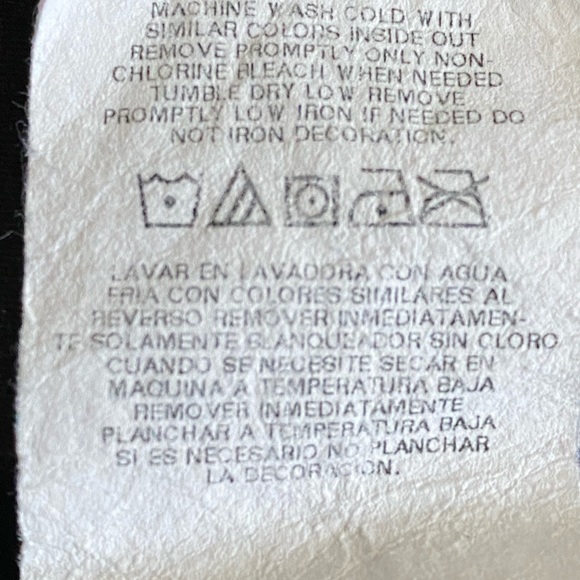 MACHINE WASH COLD WITH
SIMILAR COLORS INSIDE OUT
REMOVE PROMPTLY ONLY NON-
CHLORINE BLEACH WHEN NEEDED
TUMBLE DRY LOW REMOVE
PROMPTLY LOW IRON IF NEEDED DO
NOT IRON DECORATION.
LAVAR EN LAVADORA CON AGUA
FRIA CON COLORES SIMILARES AL
REVERSO REMOVER INMEDIATAMEN-
TE SOLAMENTE BLANQUEADOR SIN CLORO
CUANDO SE NECESITE SECAR EN
MAQUINA A TEMPERATURA BAJA
REMOVER INMEDIATAMENTE
PLANCHAR A TEMPERATURA BAJA
SI ES NECESARIO NO PLANCHAR
LA DECORACION.